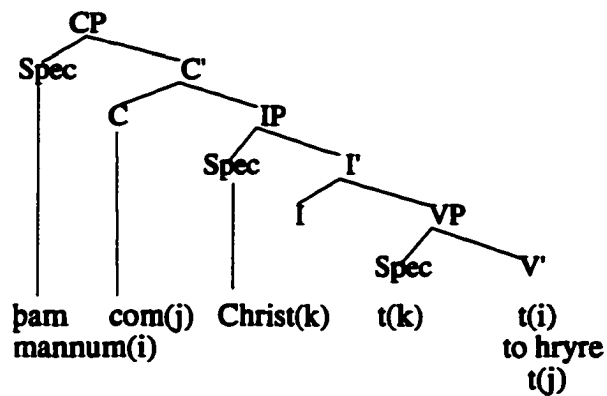 CP
Spec C'
C IP
Spec I'
I VP
Spec V'
þam com(j) Christ(k) t(k) t(i)
mannum(i) to hryre
t(j)